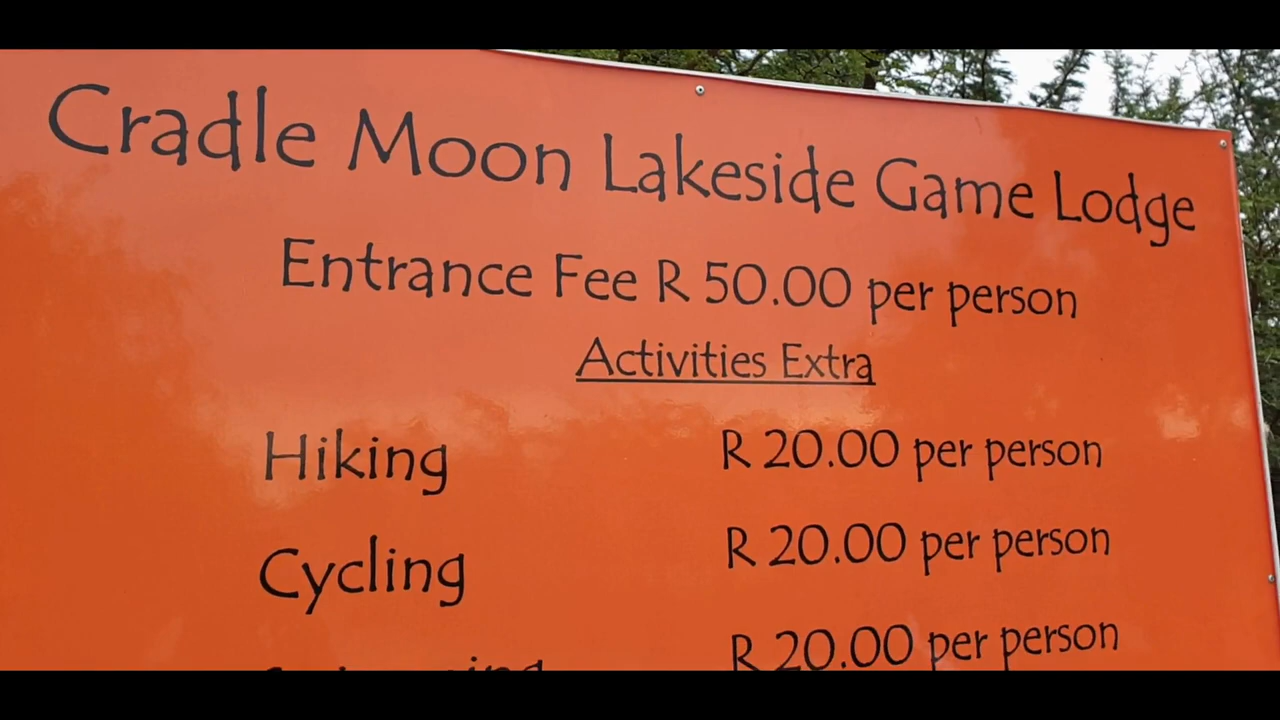 Cradle Moon Lakeside Game Lodge
Entrance Fee R 50.00 per person
Activities Extra
Hiking R 20.00 per person
Cycling R 20.00 per person
R 20.00 per person